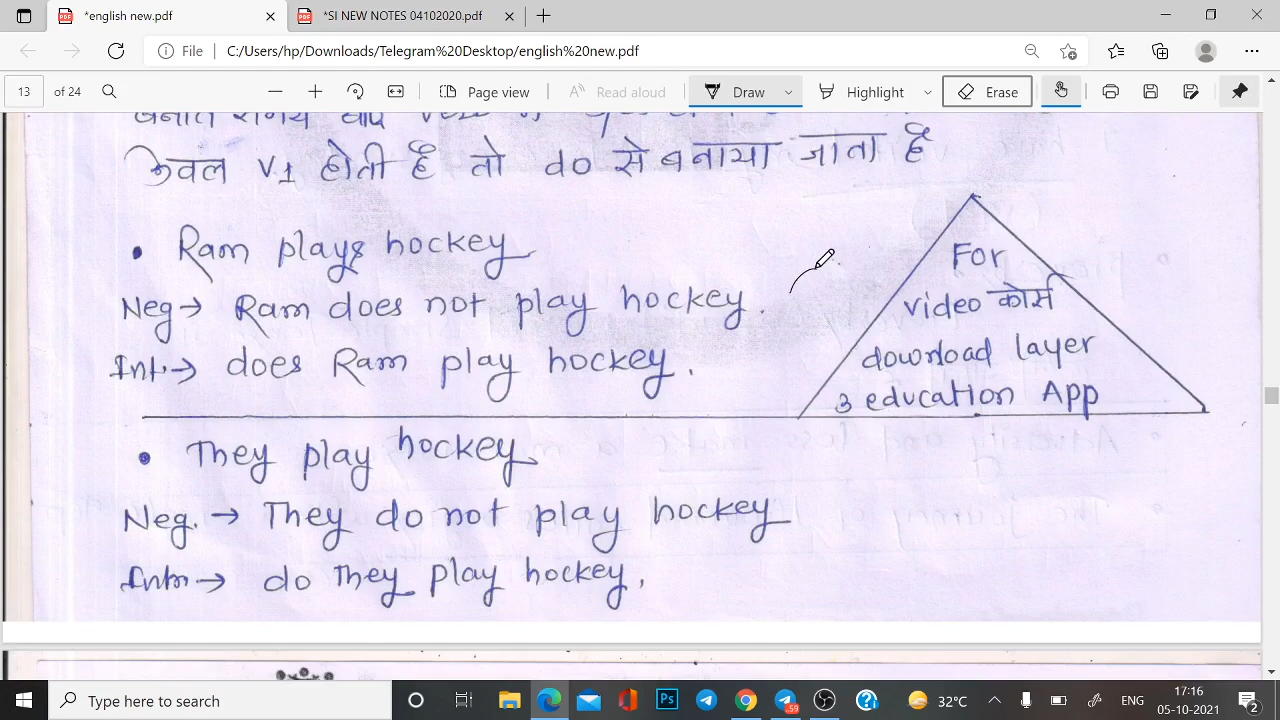 *english new.pdf
*SI NEW NOTES 04102020.pdf
File C:/Users/hp/Downloads/Telegram%20Desktop/english%20new.pdf
13 of 24 Page view Read aloud Draw Highlight Erase
केवल V1 होती है तो do से बनाया जाता है
• Ram plays hockey
Neg → Ram does not play hockey.
Int. → does Ram play hockey.
For
video कोर्स
download layer
3 education App
• They play hockey
Neg. → They do not play hockey
Intr → do They play hockey.
Type here to search
Ps
59
32°C
ENG
17:16
05-10-2021
2